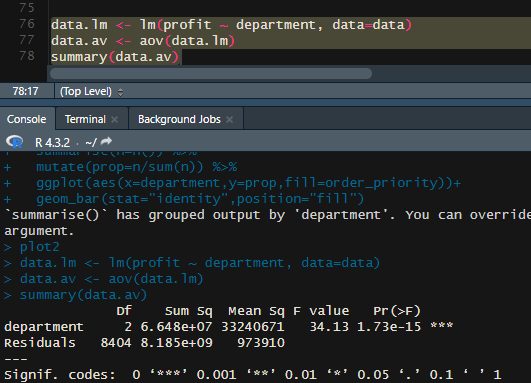 75
76 data.lm <- lm(profit ~ department, data=data)
77 data.av <- aov(data.lm)
78 summary(data.av)
78:17 (Top Level)
Console Terminal × Background Jobs ×
R 4.3.2 · ~/
+ summarise(n=n()) %>%
+ mutate(prop=n/sum(n)) %>%
+ ggplot(aes(x=department,y=prop,fill=order_priority))+
+ geom_bar(stat="identity",position="fill")
`summarise()` has grouped output by 'department'. You can override
argument.
> plot2
> data.lm <- lm(profit ~ department, data=data)
> data.av <- aov(data.lm)
> summary(data.av)
Df Sum Sq Mean Sq F value Pr(>F)
department 2 6.648e+07 33240671 34.13 1.73e-15 ***
Residuals 8404 8.185e+09 973910
---
Signif. codes: 0 ‘***’ 0.001 ‘**’ 0.01 ‘*’ 0.05 ‘.’ 0.1 ‘ ’ 1